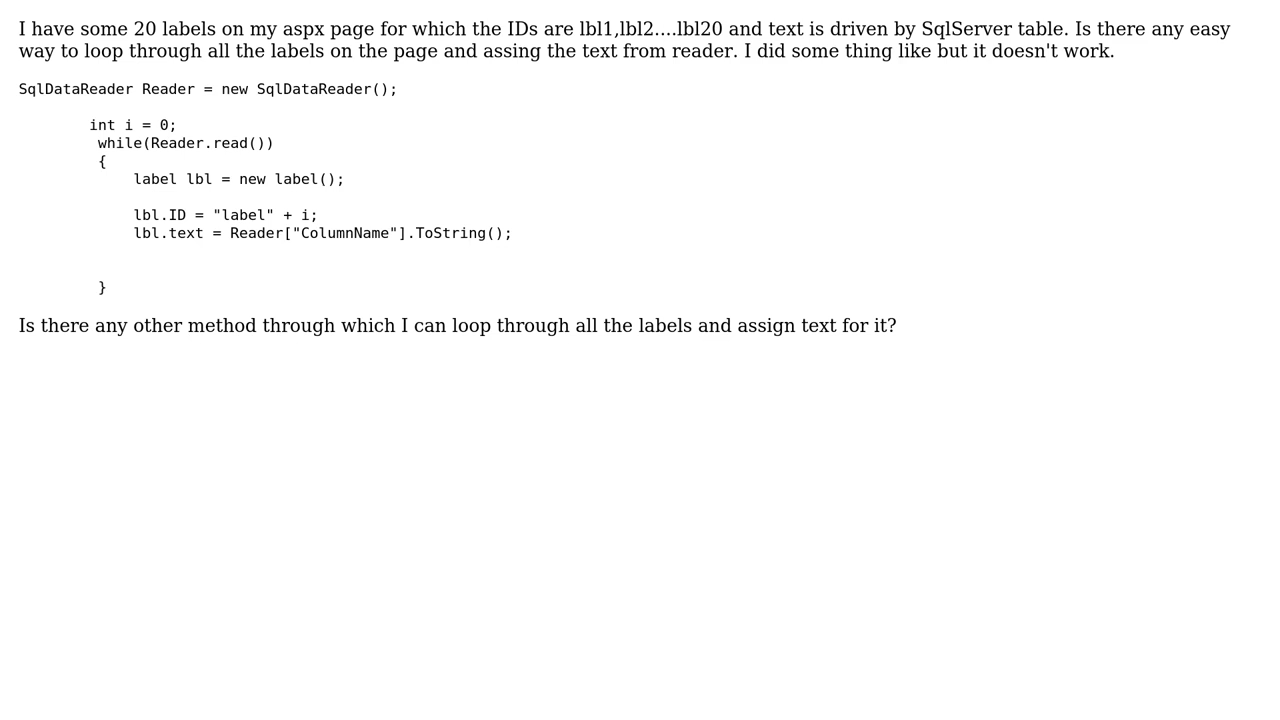 I have some 20 labels on my aspx page for which the IDs are lbl1,lbl2....lbl20 and text is driven by SqlServer table. Is there any easy
way to loop through all the labels on the page and assing the text from reader. I did some thing like but it doesn't work.
SqlDataReader Reader = new SqlDataReader();
int i = 0;
while(Reader.read())
{
label lbl = new label();
lbl.ID = "label" + i;
lbl.text = Reader["ColumnName"].ToString();
}
Is there any other method through which I can loop through all the labels and assign text for it?